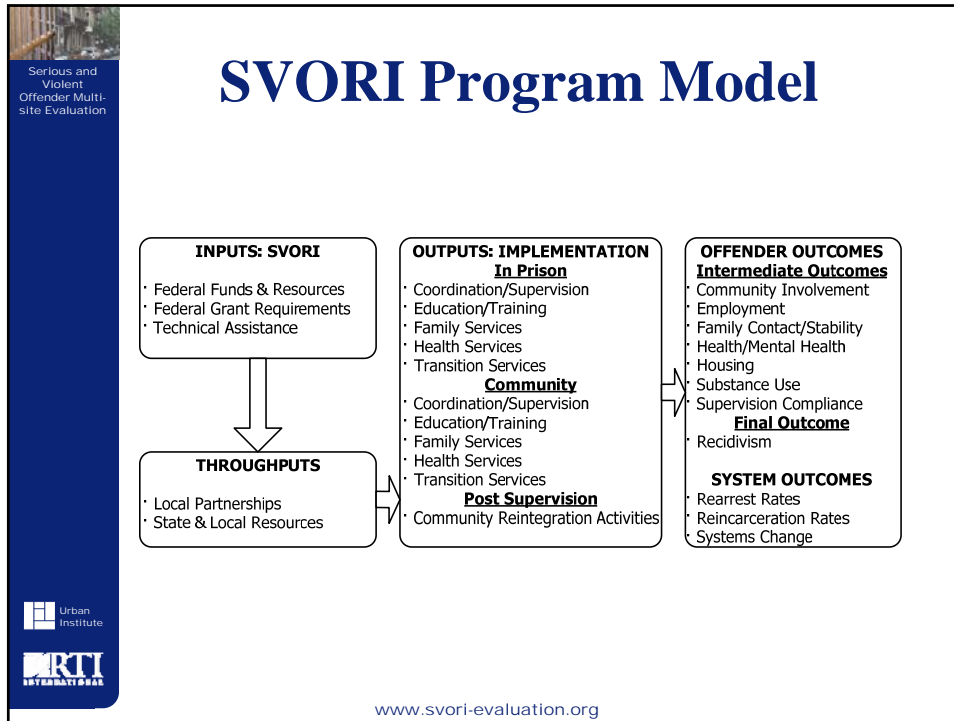 Serious and
Violent
Offender Multi-
site Evaluation
SVORI Program Model
INPUTS: SVORI
· Federal Funds & Resources
· Federal Grant Requirements
· Technical Assistance
THROUGHPUTS
· Local Partnerships
· State & Local Resources
OUTPUTS: IMPLEMENTATION
In Prison
· Coordination/Supervision
· Education/Training
· Family Services
· Health Services
· Transition Services
Community
· Coordination/Supervision
· Education/Training
· Family Services
· Health Services
· Transition Services
Post Supervision
· Community Reintegration Activities
OFFENDER OUTCOMES
Intermediate Outcomes
· Community Involvement
· Employment
· Family Contact/Stability
· Health/Mental Health
· Housing
· Substance Use
· Supervision Compliance
Final Outcome
· Recidivism
SYSTEM OUTCOMES
· Rearrest Rates
· Reincarceration Rates
· Systems Change
Urban
Institute
RTI
INTERNATIONAL
www.svori-evaluation.org